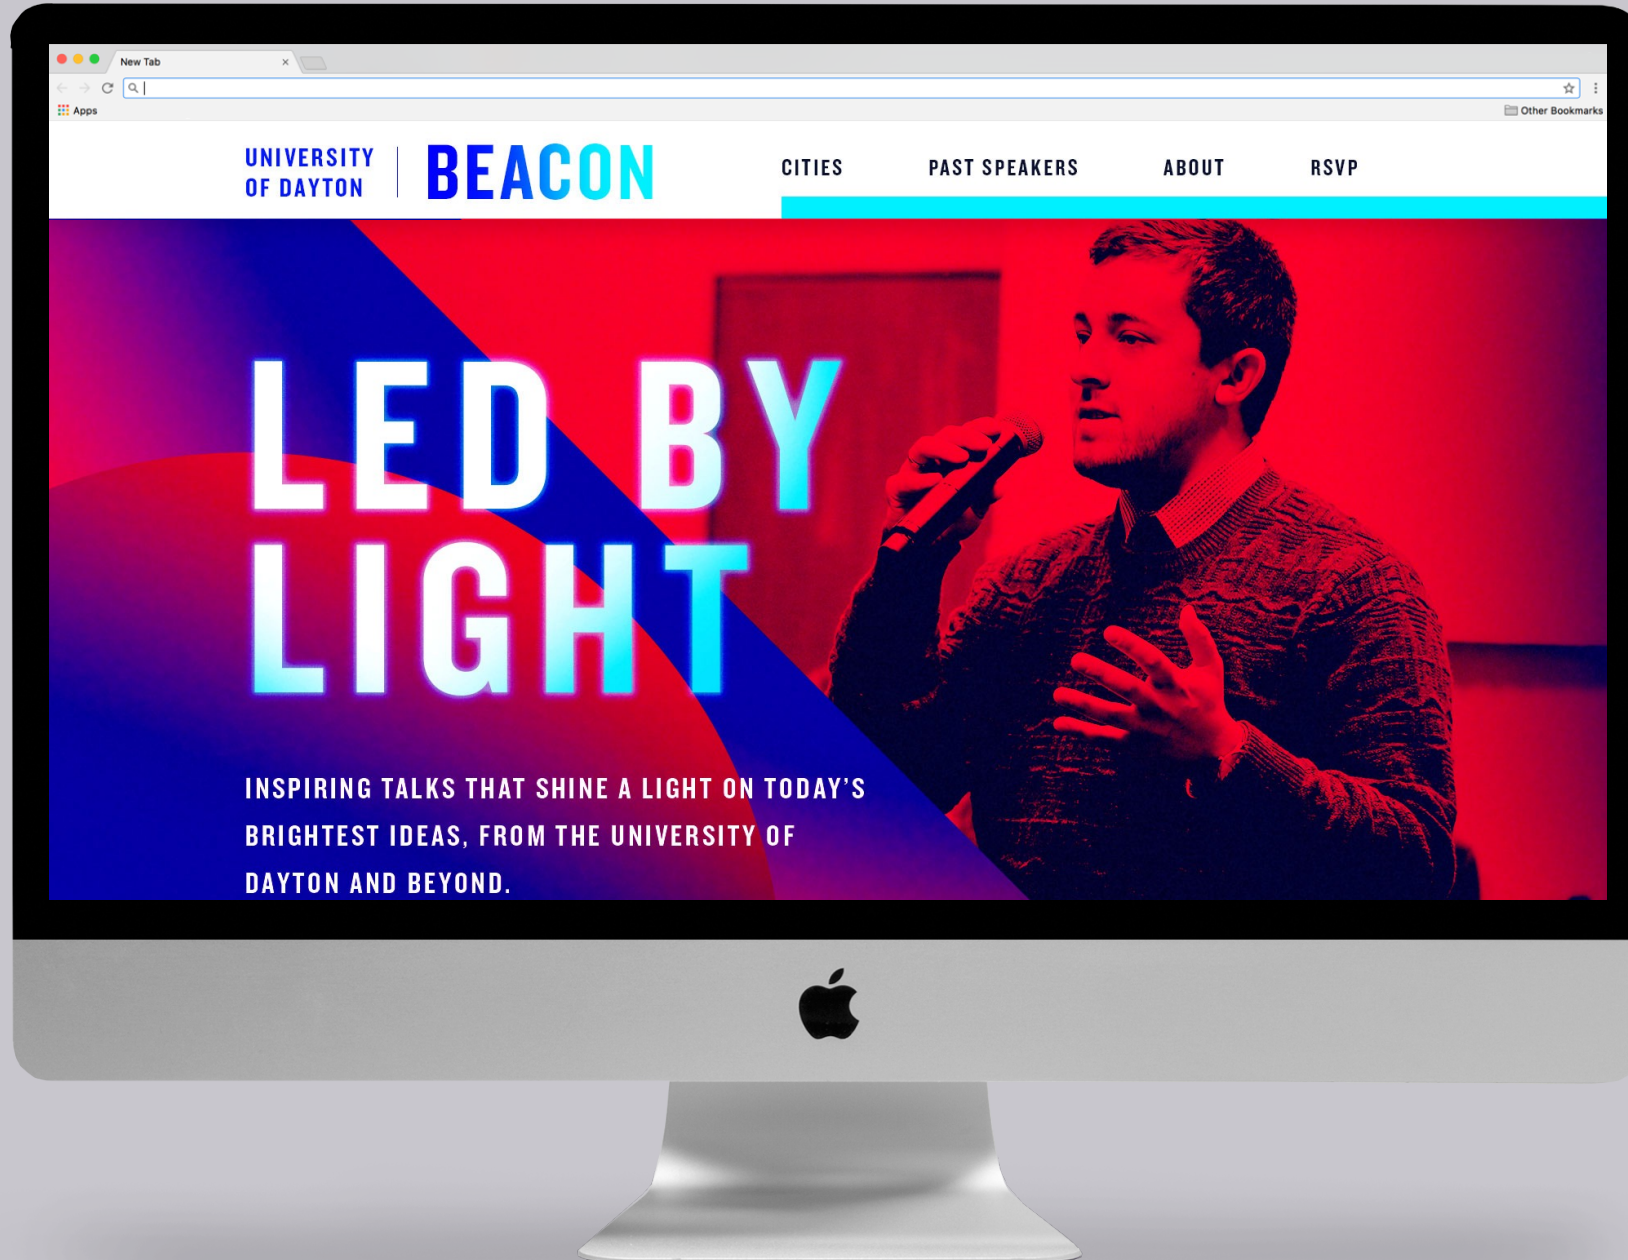 New Tab
Apps
Other Bookmarks
UNIVERSITY
OF DAYTON
BEACON
CITIES
PAST SPEAKERS
ABOUT
RSVP
LED BY
LIGHT
INSPIRING TALKS THAT SHINE A LIGHT ON TODAY’S
BRIGHTEST IDEAS, FROM THE UNIVERSITY OF
DAYTON AND BEYOND.